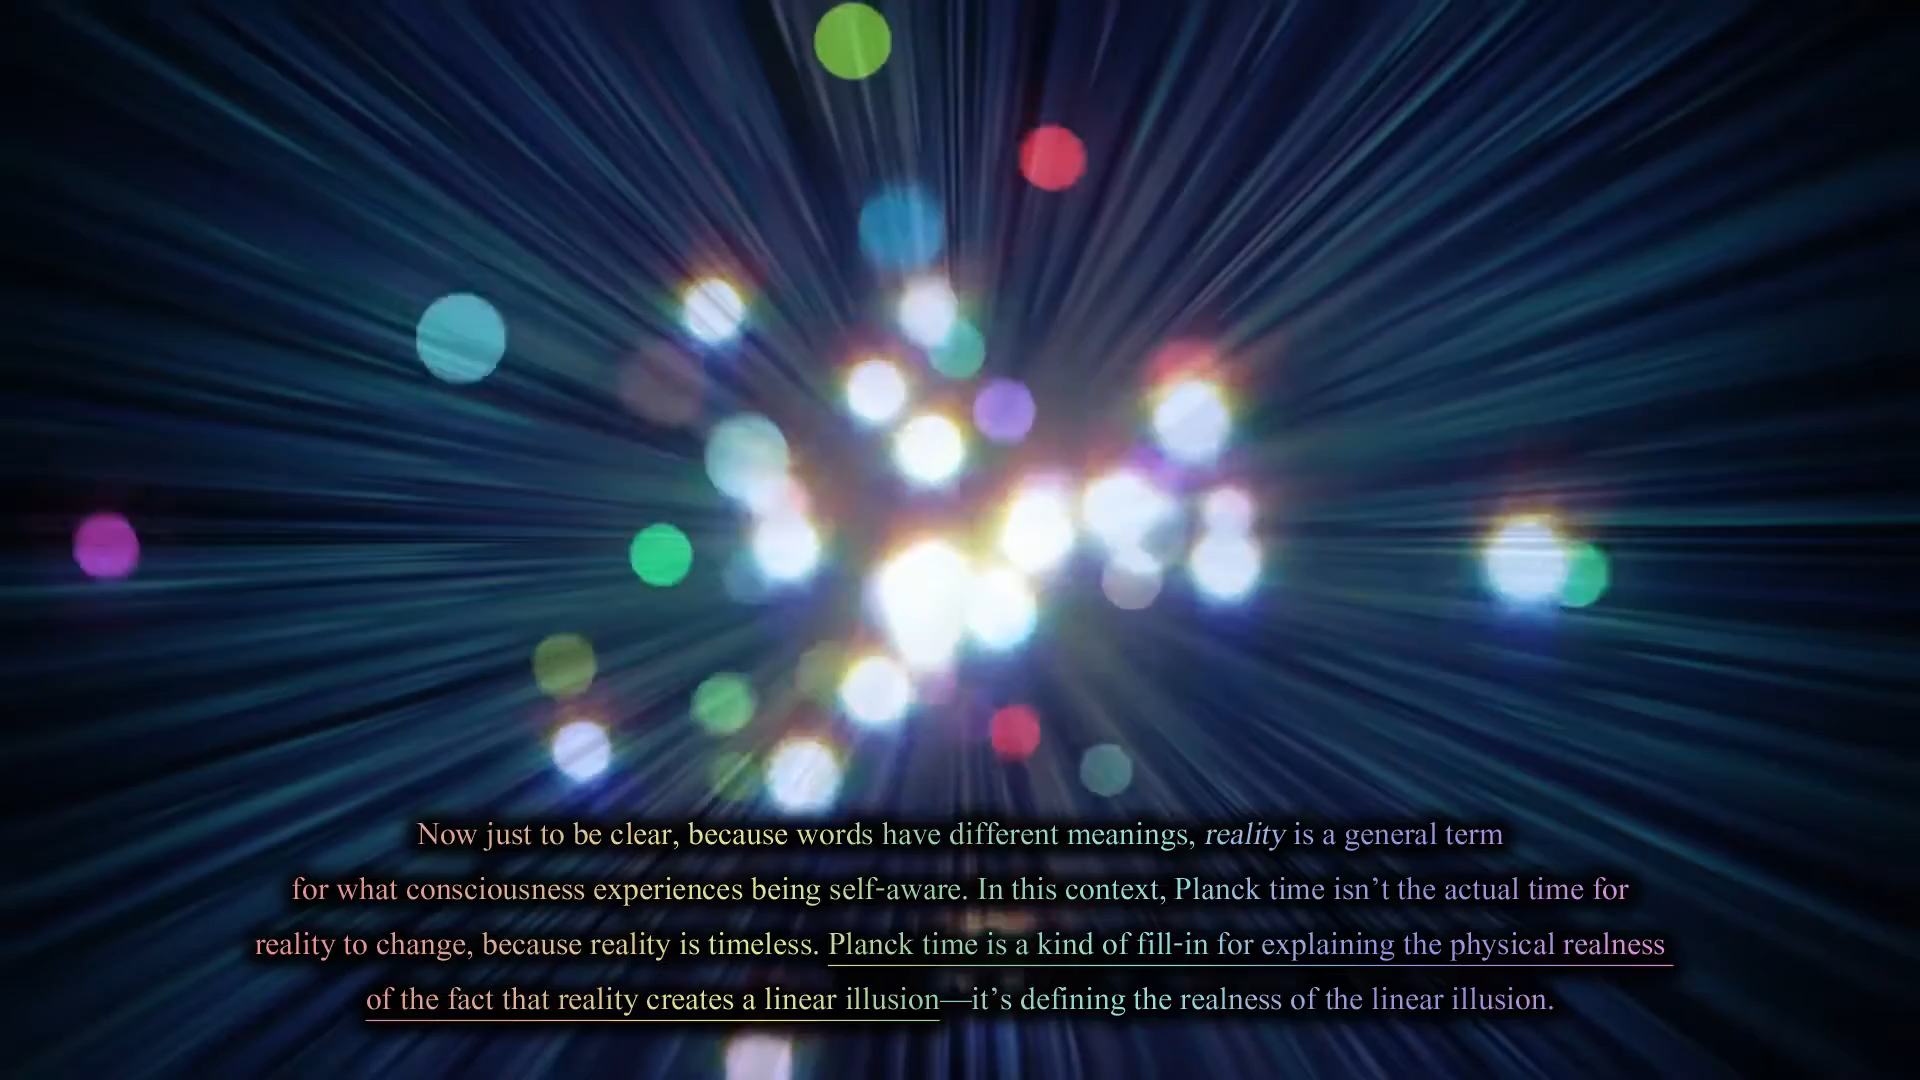 Now just to be clear, because words have different meanings, reality is a general term
for what consciousness experiences being self-aware. In this context, Planck time isn’t the actual time for
reality to change, because reality is timeless. Planck time is a kind of fill-in for explaining the physical realness
of the fact that reality creates a linear illusion—it’s defining the realness of the linear illusion.